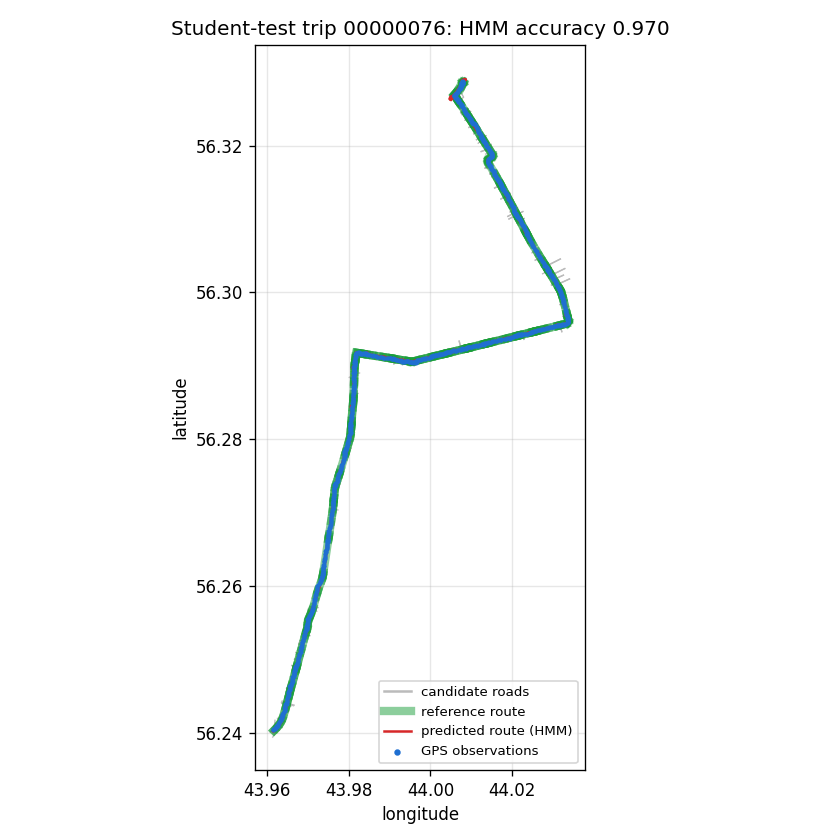 Student-test trip 00000076: HMM accuracy 0.970
56.32
56.30
56.28
56.26
56.24
latitude
candidate roads
reference route
predicted route (HMM)
GPS observations
43.96 43.98 44.00 44.02
longitude